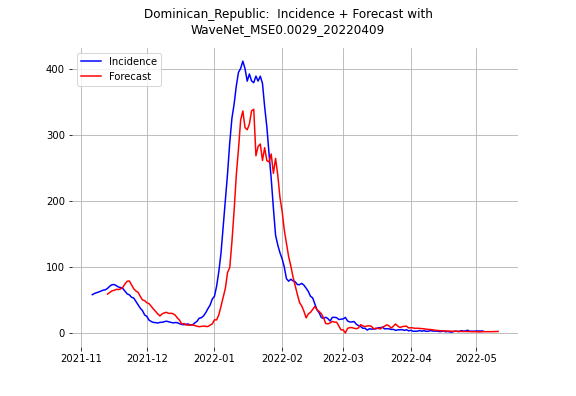 Dominican_Republic:  Incidence + Forecast with
WaveNet_MSE0.0029_20220409
Incidence
Forecast
400
300
200
100
0
2021-11 2021-12 2022-01 2022-02 2022-03 2022-04 2022-05